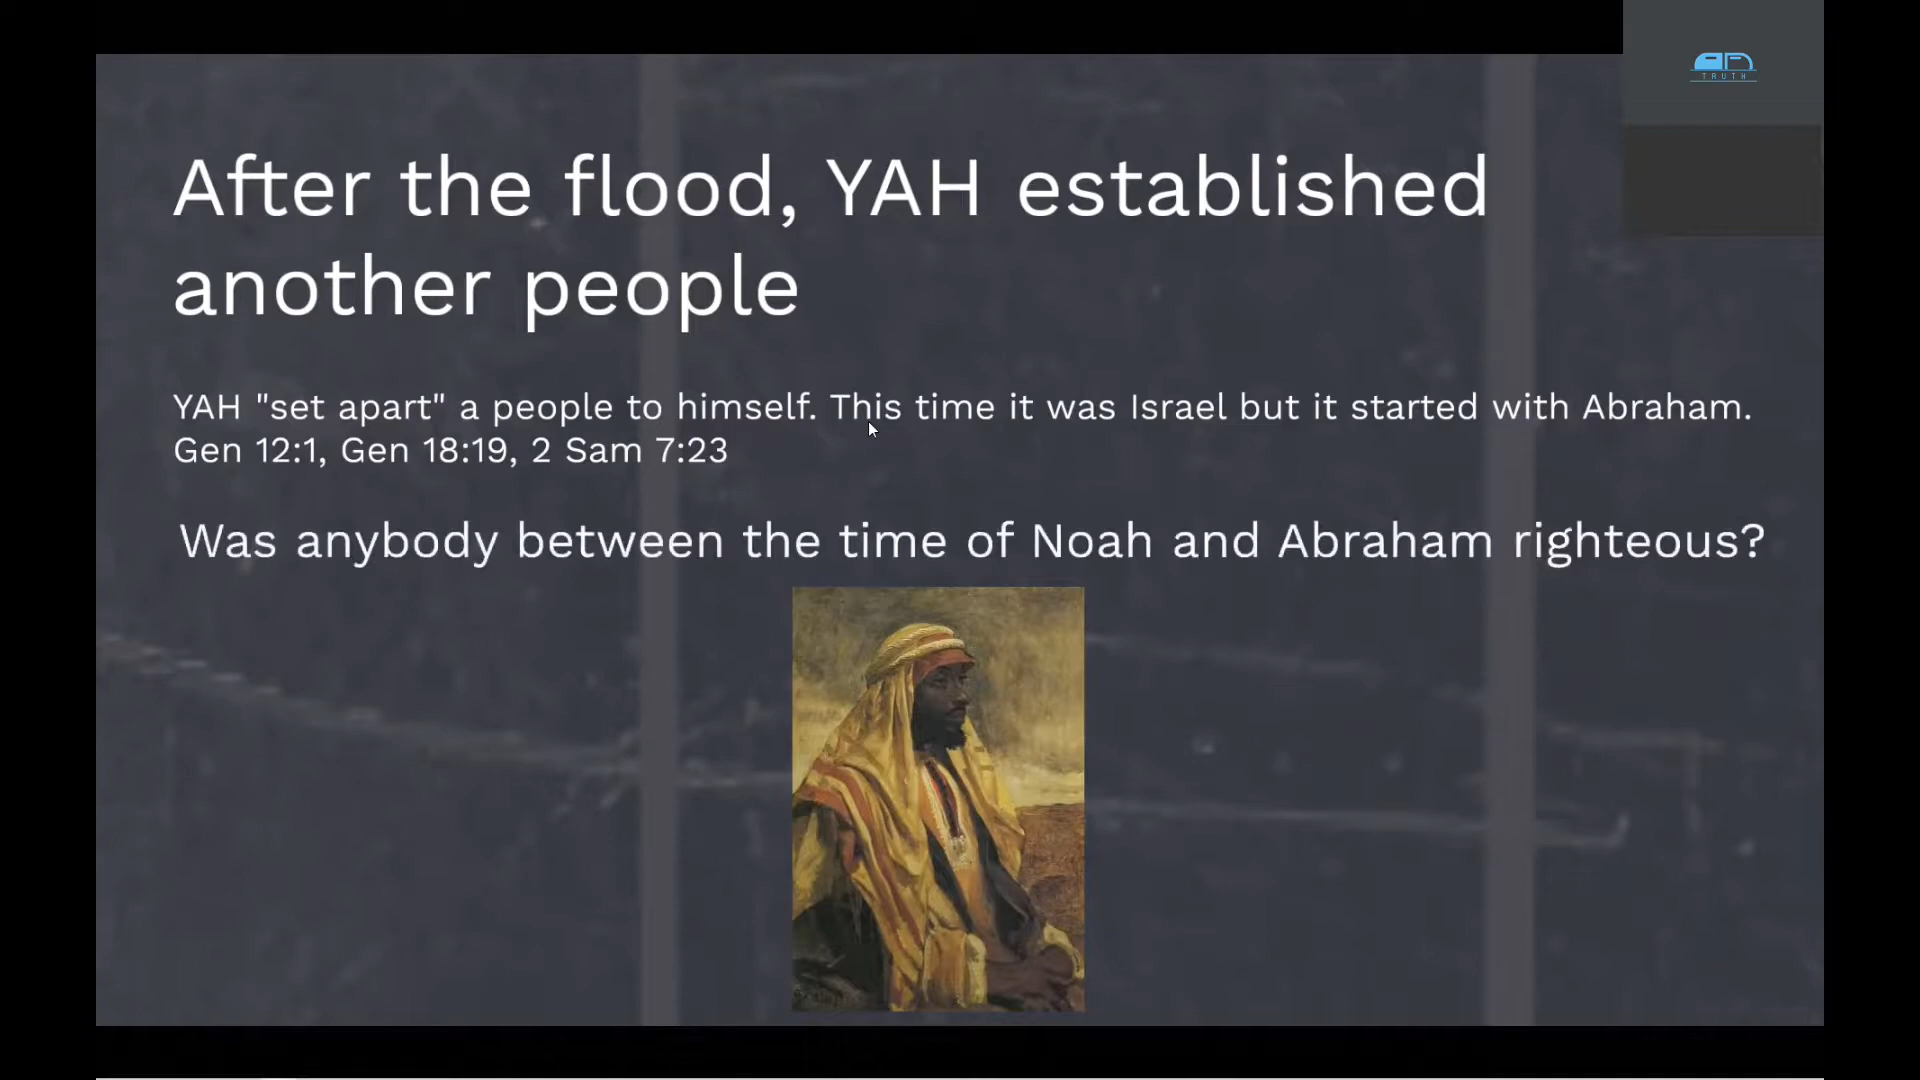 TRUTH
After the flood, YAH established
another people
YAH "set apart" a people to himself. This time it was Israel but it started with Abraham.
Gen 12:1, Gen 18:19, 2 Sam 7:23
Was anybody between the time of Noah and Abraham righteous?